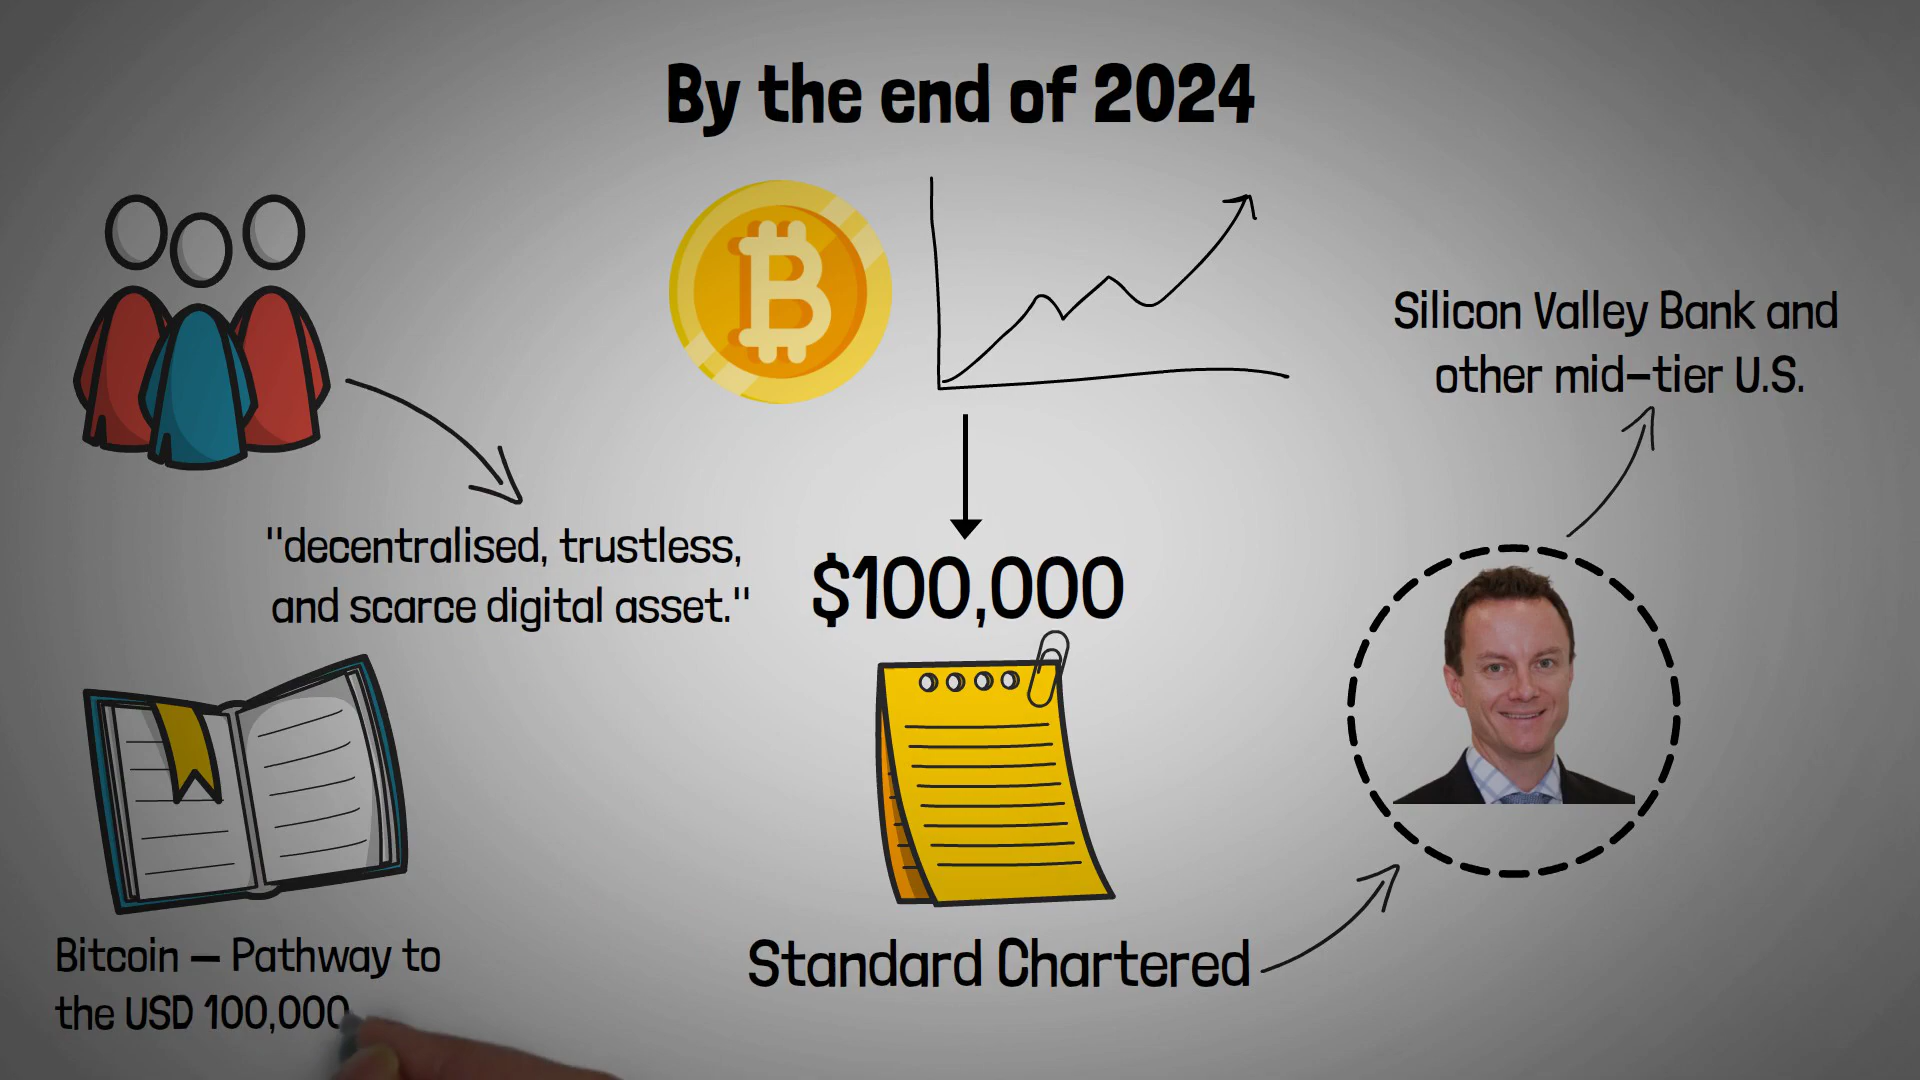 By the end of 2024
Silicon Valley Bank and
other mid-tier U.S.
"decentralised, trustless,
and scarce digital asset."
$100,000
Bitcoin — Pathway to
the USD 100,000
Standard Chartered